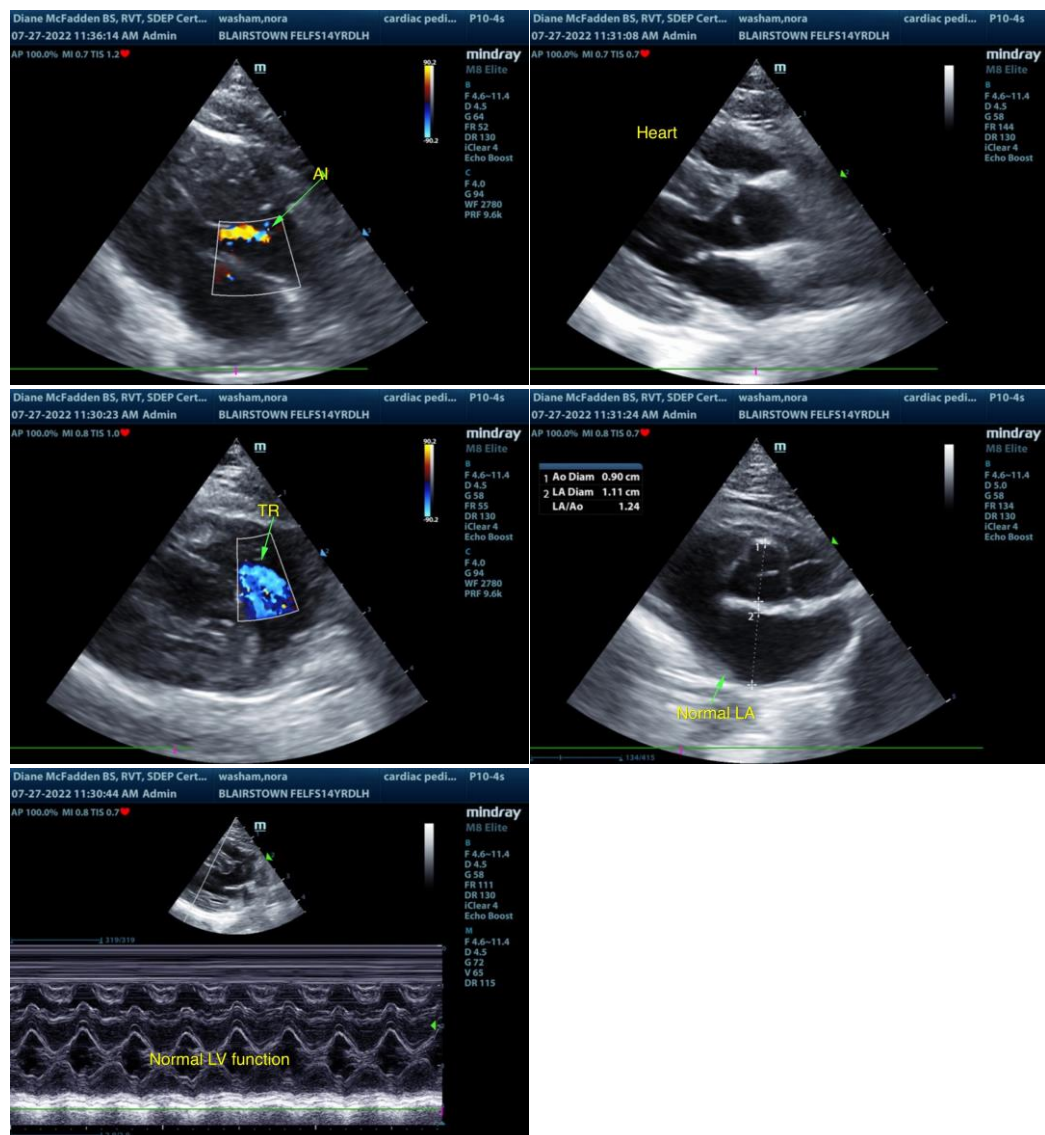 Diane McFadden BS, RVT, SDEP Cert... washam,nora cardiac pedi... P10-4s
07-27-2022 11:36:14 AM Admin BLAIRSTOWN FELFS14YRDLH
AP 100.0% MI 0.7 TIS 1.2
m
mindray
M8 Elite
90.2
-90.2
B
F 4.6~11.4
D 4.5
G 64
FR 52
DR 130
iClear 4
Echo Boost
C
F 4.0
G 94
WF 2780
PRF 9.6k
AI
Diane McFadden BS, RVT, SDEP Cert... washam,nora cardiac pedi... P10-4s
07-27-2022 11:31:08 AM Admin BLAIRSTOWN FELFS14YRDLH
AP 100.0% MI 0.7 TIS 0.7
m
mindray
M8 Elite
B
F 4.6~11.4
D 4.5
G 58
FR 144
DR 130
iClear 4
Echo Boost
Heart
Diane McFadden BS, RVT, SDEP Cert... washam,nora cardiac pedi... P10-4s
07-27-2022 11:30:23 AM Admin BLAIRSTOWN FELFS14YRDLH
AP 100.0% MI 0.8 TIS 1.0
m
mindray
M8 Elite
90.2
-90.2
B
F 4.6~11.4
D 4.5
G 58
FR 55
DR 130
iClear 4
Echo Boost
C
F 4.0
G 94
WF 2780
PRF 9.6k
TR
Diane McFadden BS, RVT, SDEP Cert... washam,nora cardiac pedi... P10-4s
07-27-2022 11:31:24 AM Admin BLAIRSTOWN FELFS14YRDLH
AP 100.0% MI 0.8 TIS 0.7
m
mindray
M8 Elite
B
F 4.6~11.4
D 5.0
G 58
FR 134
DR 130
iClear 4
Echo Boost
1 Ao Diam 0.90 cm
2 LA Diam 1.11 cm
LA/Ao 1.24
1
2
Normal LA
134/415
Diane McFadden BS, RVT, SDEP Cert... washam,nora cardiac pedi... P10-4s
07-27-2022 11:30:44 AM Admin BLAIRSTOWN FELFS14YRDLH
AP 100.0% MI 0.8 TIS 0.7
m
mindray
M8 Elite
B
F 4.6~11.4
D 4.5
G 58
FR 111
DR 130
iClear 4
Echo Boost
M
F 4.6~11.4
D 4.5
G 72
V 65
DR 115
319/319
Normal LV function